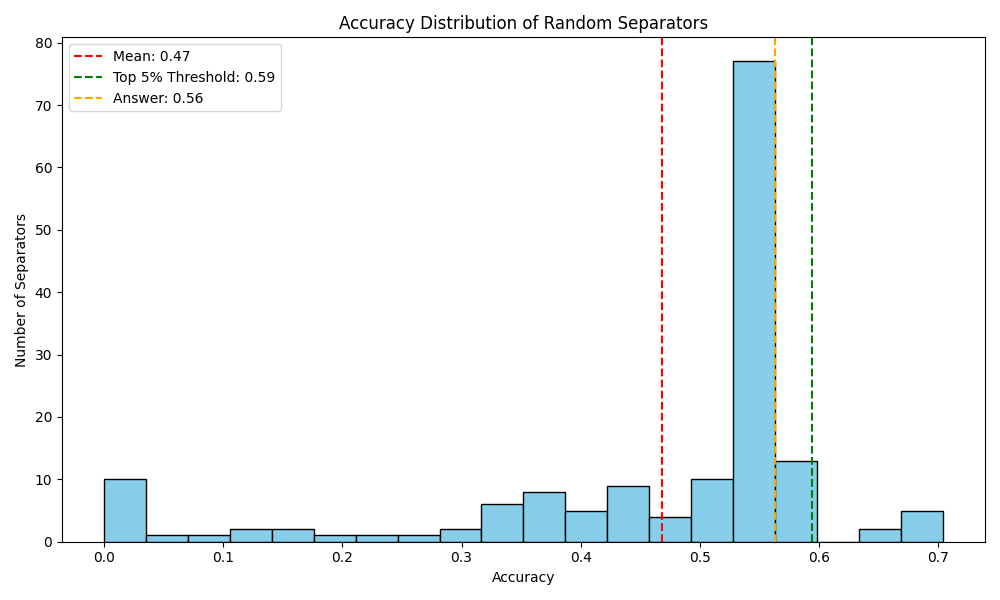 Accuracy Distribution of Random Separators
Mean: 0.47
Top 5% Threshold: 0.59
Answer: 0.56
Number of Separators
80
70
60
50
40
30
20
10
0
0.0 0.1 0.2 0.3 0.4 0.5 0.6 0.7
Accuracy